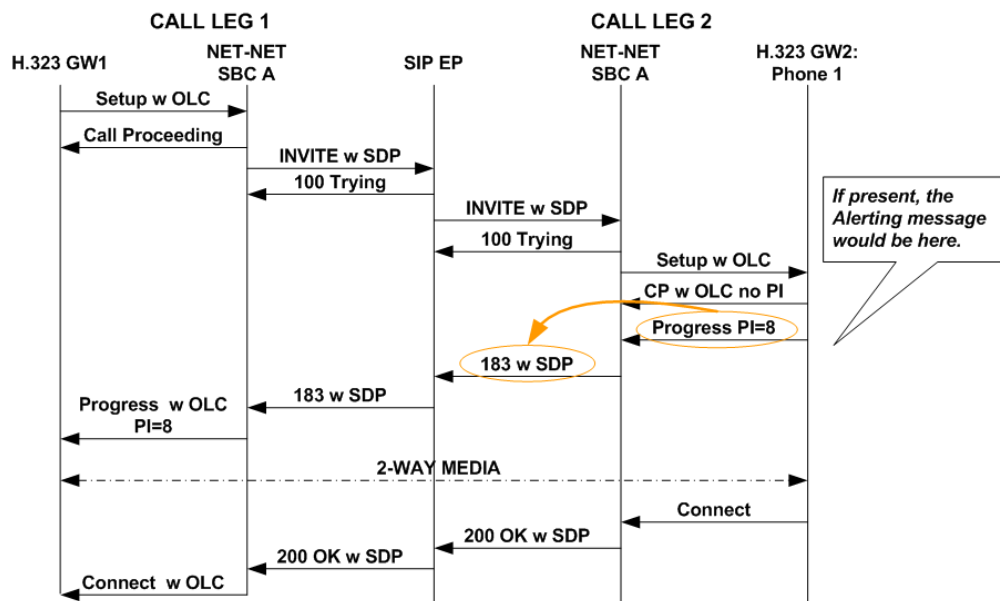 CALL LEG 1
CALL LEG 2
H.323 GW1
NET-NET
SBC A
SIP EP
NET-NET
SBC A
H.323 GW2:
Phone 1
Setup w OLC
Call Proceeding
INVITE w SDP
100 Trying
INVITE w SDP
100 Trying
If present, the
Alerting message
would be here.
Setup w OLC
CP w OLC no PI
Progress PI=8
183 w SDP
183 w SDP
Progress w OLC
PI=8
2-WAY MEDIA
Connect
200 OK w SDP
200 OK w SDP
Connect w OLC